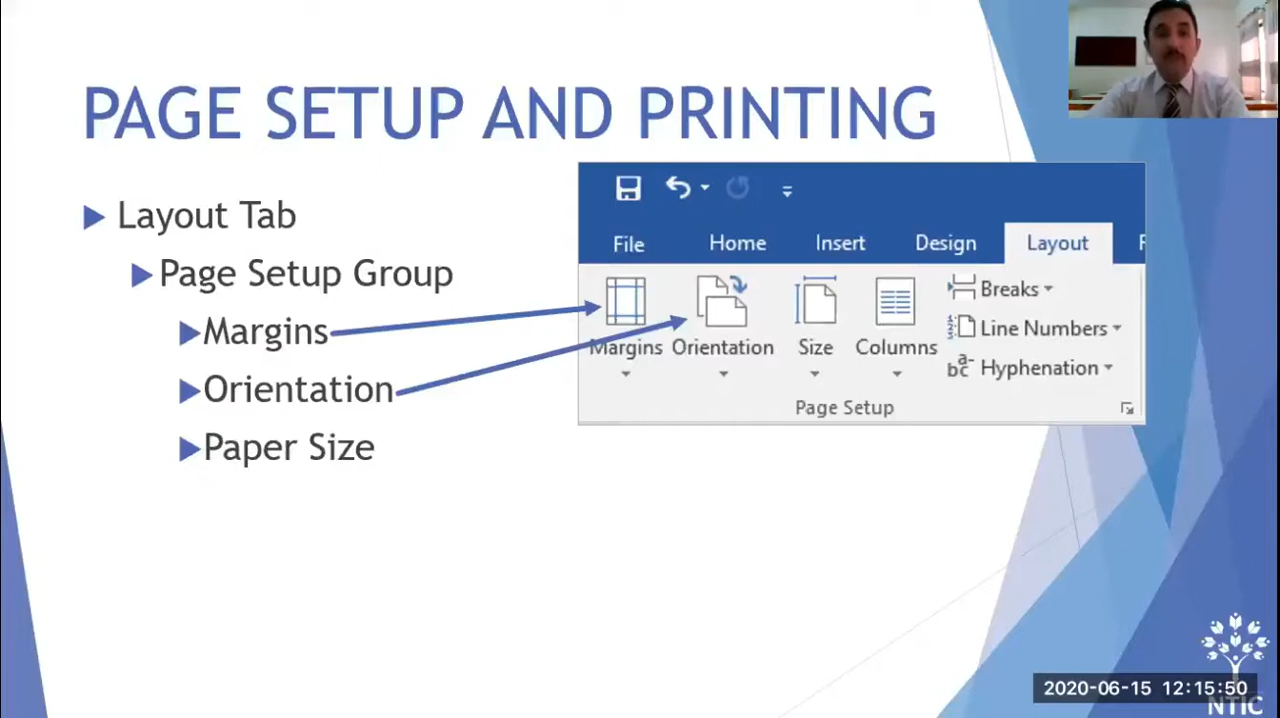 PAGE SETUP AND PRINTING
Layout Tab
Page Setup Group
Margins
Orientation
Paper Size
File Home Insert Design Layout
Margins Orientation Size Columns
Breaks
Line Numbers
Hyphenation
Page Setup
2020-06-15 12:15:50
NTIC